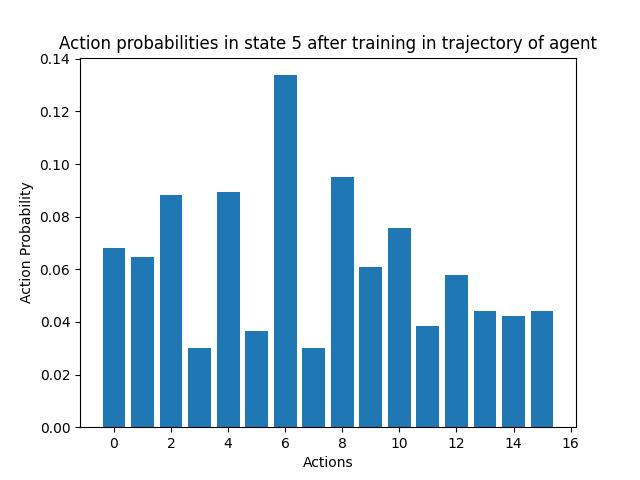 Action probabilities in state 5 after training in trajectory of agent
0.14
0.12
0.10
0.08
0.06
0.04
0.02
0.00
Action Probability
0 2 4 6 8 10 12 14 16
Actions